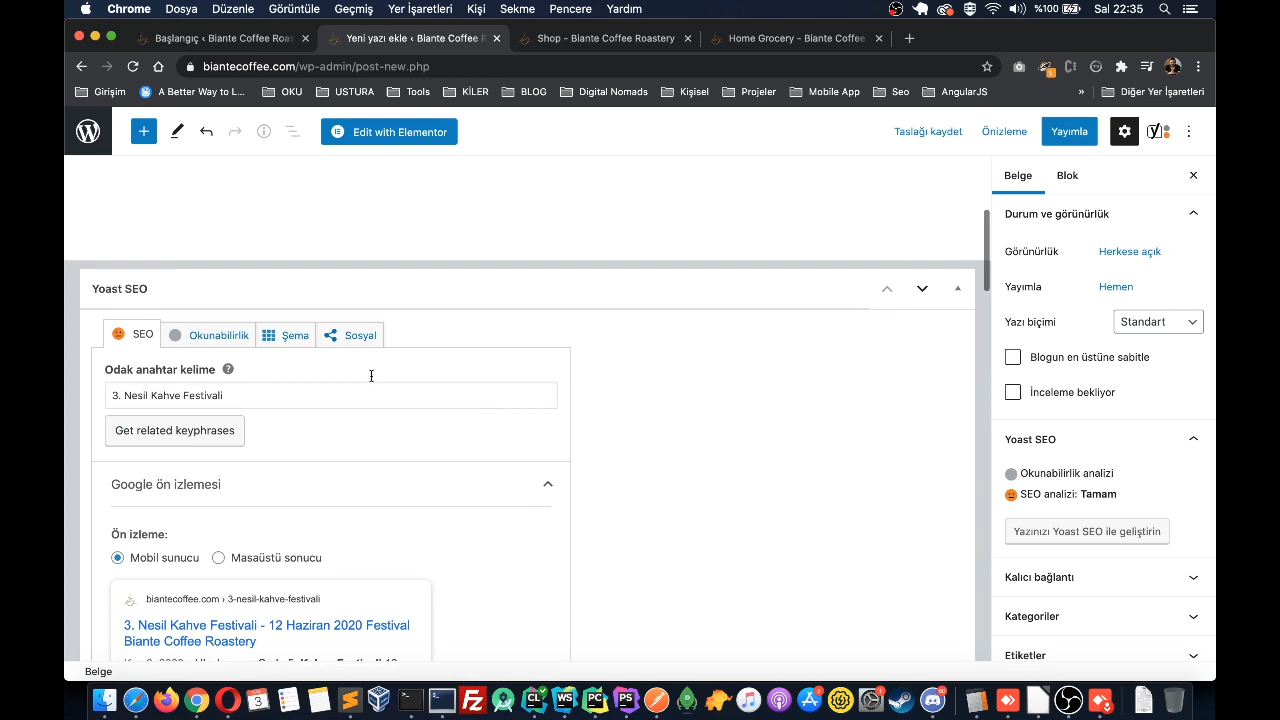 Chrome Dosya Düzenle Görüntüle Geçmiş Yer İşaretleri Kişi Sekme Pencere Yardım %100 Sal 22:35
Başlangıç ‹ Biante Coffee Roas
Yeni yazı ekle ‹ Biante Coffee R
Shop - Biante Coffee Roastery
Home Grocery - Biante Coffee
biantecoffee.com/wp-admin/post-new.php
Girişim A Better Way to L... OKU USTURA Tools KİLER BLOG Digital Nomads Kişisel Projeler Mobile App Seo AngularJS » Diğer Yer İşaretleri
Edit with Elementor
Taslağı kaydet Önizleme Yayımla
Belge Blok
Durum ve görünürlük
Görünürlük Herkese açık
Yayımla Hemen
Yazı biçimi Standart
Blogun en üstüne sabitle
İnceleme bekliyor
Yoast SEO
Okunabilirlik analizi
SEO analizi: Tamam
Yazınızı Yoast SEO ile geliştirin
Kalıcı bağlantı
Kategoriler
Etiketler
Yoast SEO
SEO Okunabilirlik Şema Sosyal
Odak anahtar kelime
3. Nesil Kahve Festivali
Get related keyphrases
Google ön izlemesi
Ön izleme:
Mobil sunucu Masaüstü sonucu
biantecoffee.com › 3-nesil-kahve-festivali
3. Nesil Kahve Festivali - 12 Haziran 2020 Festival
Biante Coffee Roastery
Belge